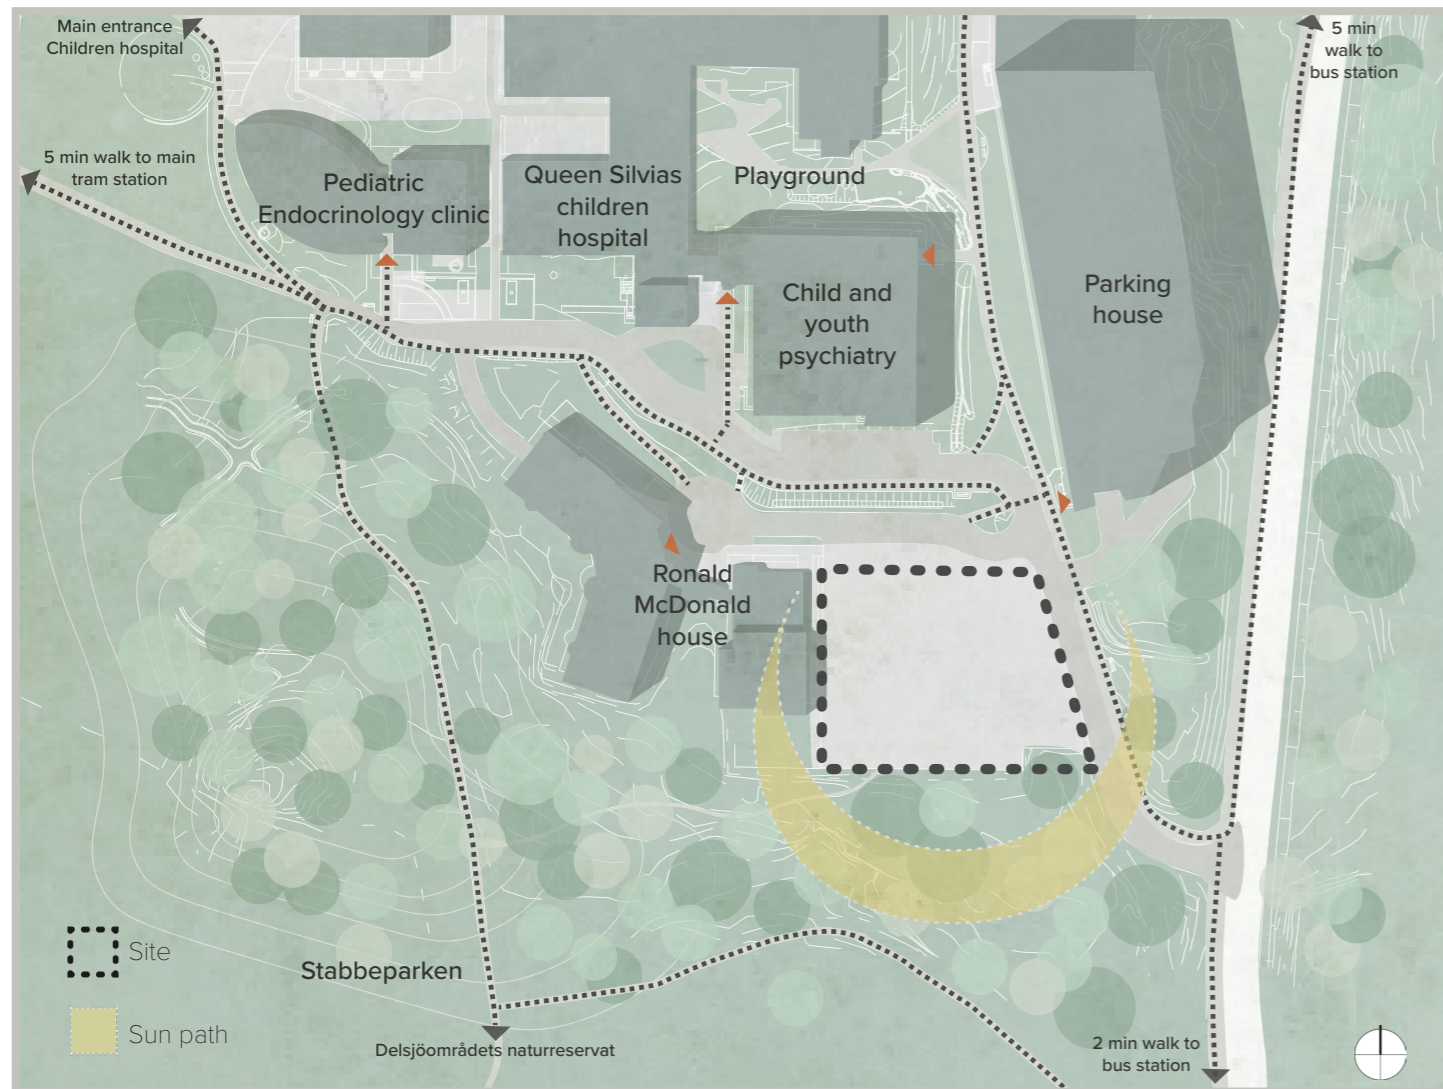 Main entrance
Children hospital
5 min
walk to
bus station
5 min walk to main
tram station
Pediatric
Endocrinology clinic
Queen Silvias
children
hospital
Playground
Child and
youth
psychiatry
Parking
house
Ronald
McDonald
house
Site
Stabbeparken
Sun path
Delsjöområdets naturreservat
2 min walk to
bus station